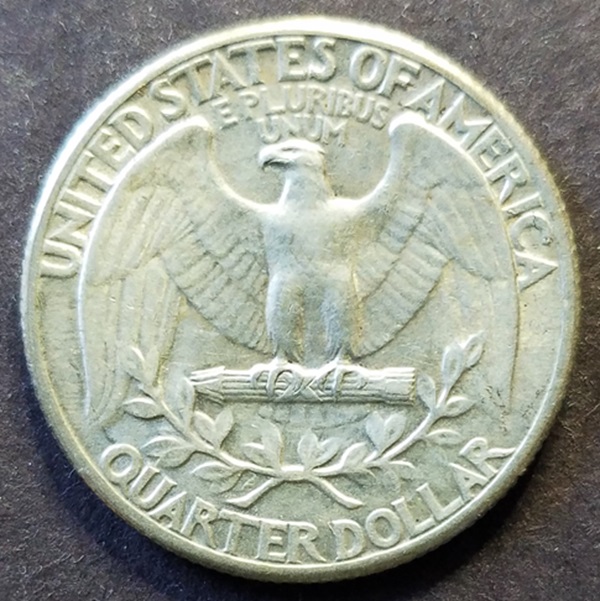 UNITED STATES OF AMERICA
E PLURIBUS
UNUM
QUARTER DOLLAR